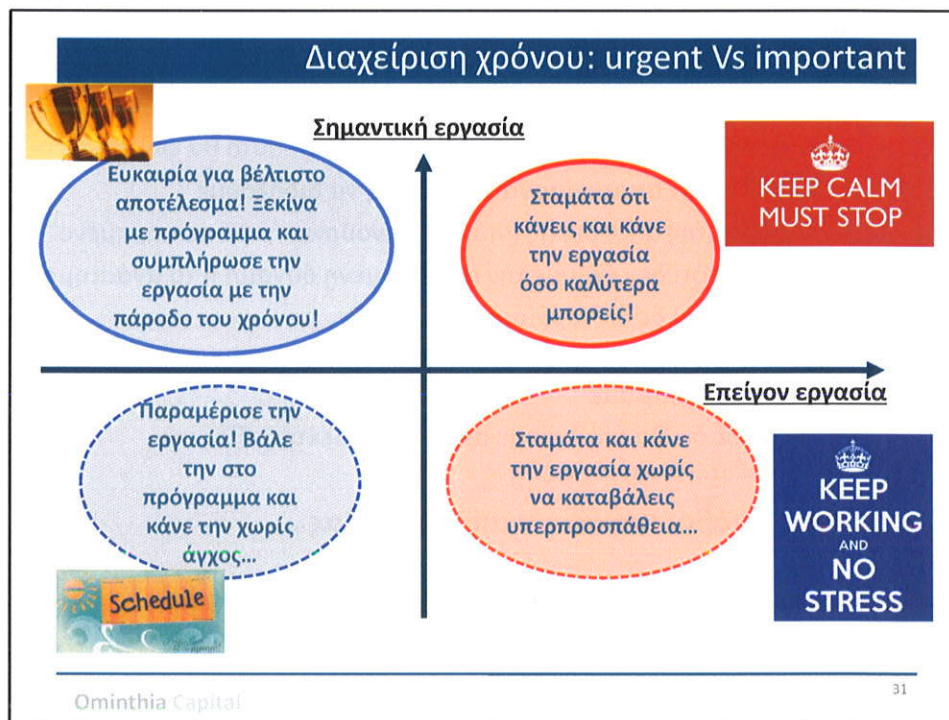 Διαχείριση χρόνου: urgent Vs important
Σημαντική εργασία
Ευκαιρία για βέλτιστο
αποτέλεσμα! Ξεκίνα
με πρόγραμμα και
συμπλήρωσε την
εργασία με την
πάροδο του χρόνου!
Σταμάτα ότι
κάνεις και κάνε
την εργασία
όσο καλύτερα
μπορείς!
KEEP CALM
MUST STOP
Επείγον εργασία
Παραμέρισε την
εργασία! Βάλε
την στο
πρόγραμμα και
κάνε την χωρίς
άγχος...
Σταμάτα και κάνε
την εργασία χωρίς
να καταβάλεις
υπερπροσπάθεια...
KEEP
WORKING
AND
NO
STRESS
Schedule
Ominthia Capital
31